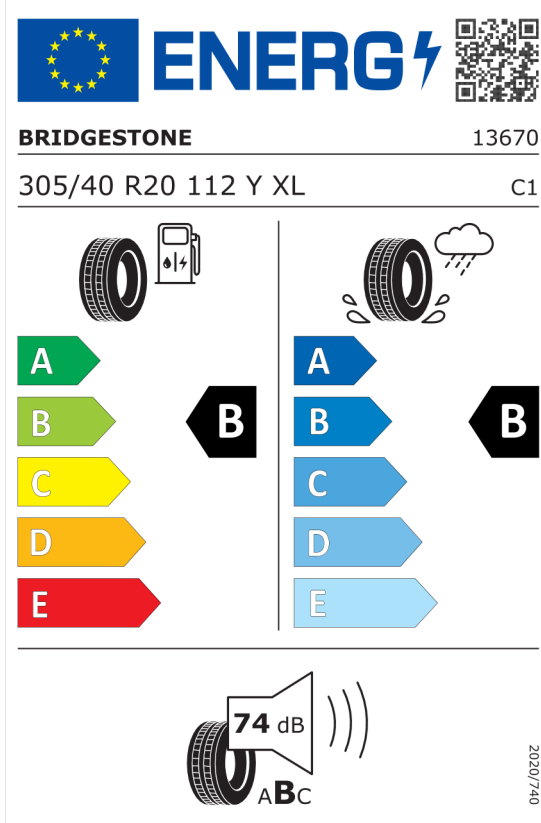 ENERG
BRIDGESTONE 13670
305/40 R20 112 Y XL C1
A A
B B B B
C C
D D
E E
74 dB
ABC
2020/740